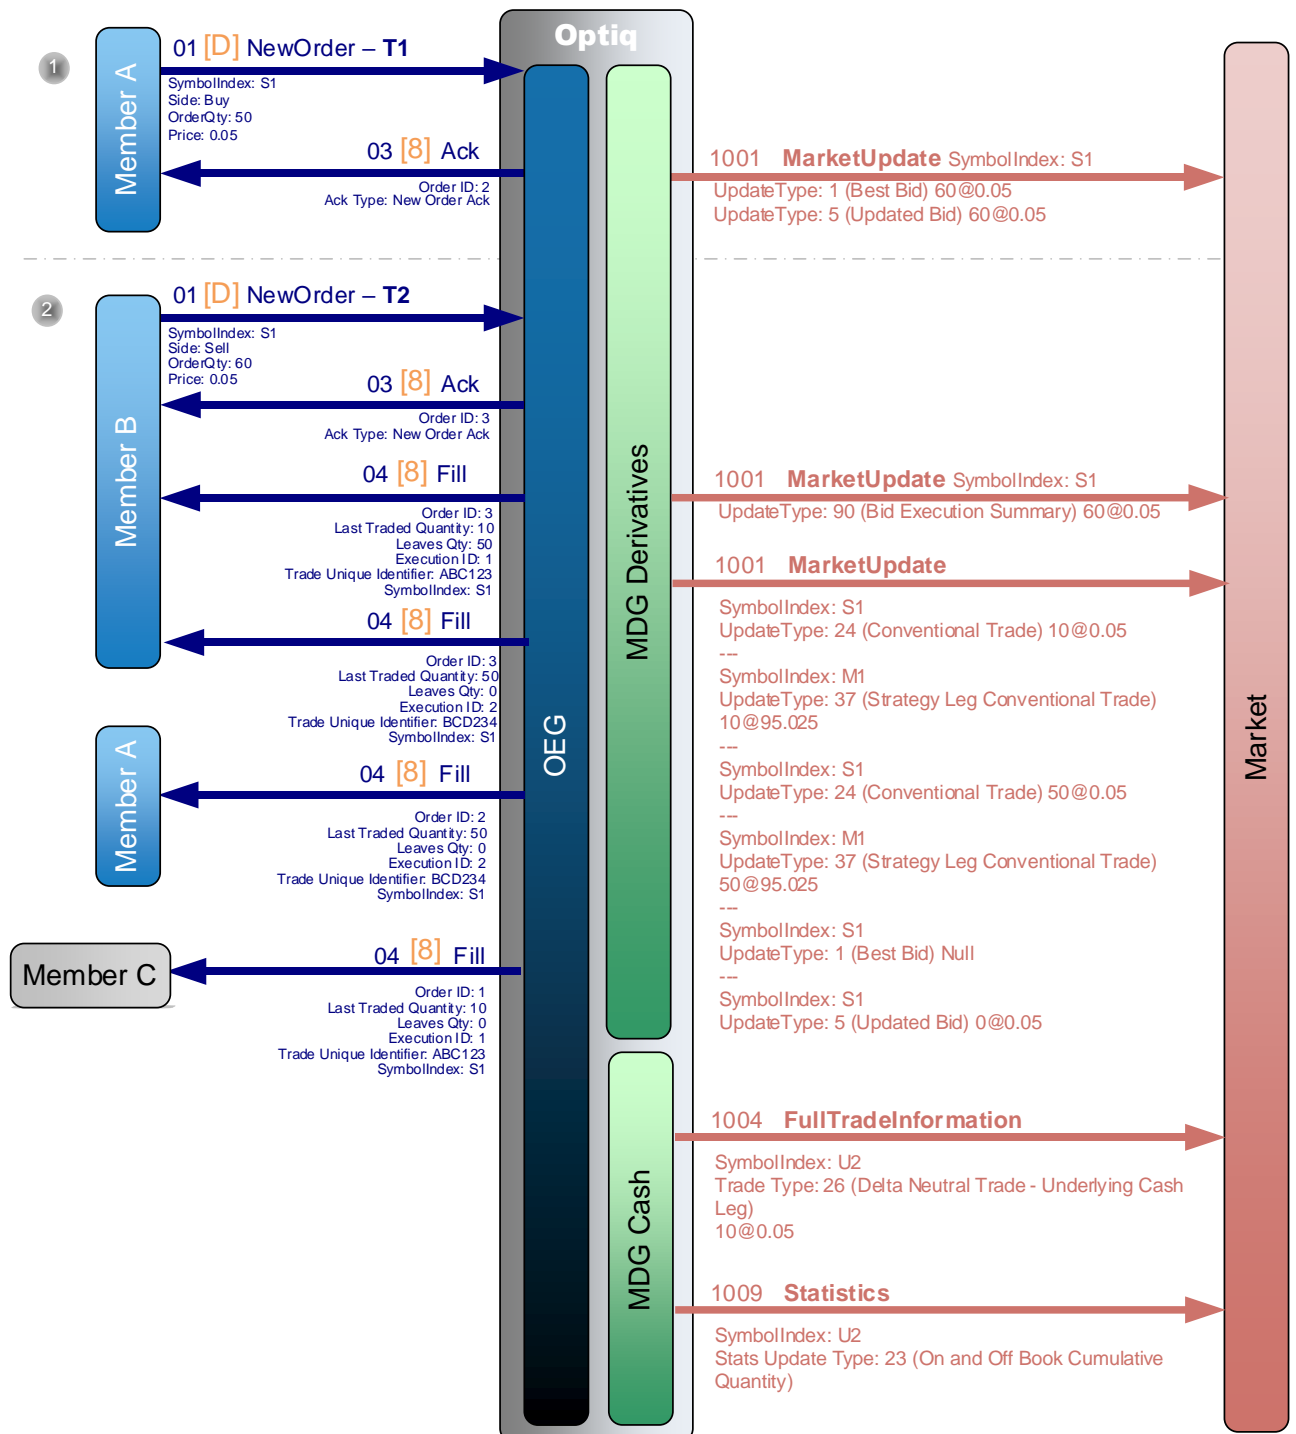 Optiq
1
Member A
01 [D] NewOrder – T1
SymbolIndex: S1
Side: Buy
OrderQty: 50
Price: 0.05
03 [8] Ack
Order ID: 2
Ack Type: New Order Ack
1001 MarketUpdate SymbolIndex: S1
UpdateType: 1 (Best Bid) 60@0.05
UpdateType: 5 (Updated Bid) 60@0.05
2
Member B
01 [D] NewOrder – T2
SymbolIndex: S1
Side: Sell
OrderQty: 60
Price: 0.05
03 [8] Ack
Order ID: 3
Ack Type: New Order Ack
04 [8] Fill
Order ID: 3
Last Traded Quantity: 10
Leaves Qty: 50
Execution ID: 1
Trade Unique Identifier: ABC123
SymbolIndex: S1
04 [8] Fill
Order ID: 3
Last Traded Quantity: 50
Leaves Qty: 0
Execution ID: 2
Trade Unique Identifier: BCD234
SymbolIndex: S1
Member A
04 [8] Fill
Order ID: 2
Last Traded Quantity: 50
Leaves Qty: 0
Execution ID: 2
Trade Unique Identifier: BCD234
SymbolIndex: S1
Member C
04 [8] Fill
Order ID: 1
Last Traded Quantity: 10
Leaves Qty: 0
Execution ID: 1
Trade Unique Identifier: ABC123
SymbolIndex: S1
OEG
MDG Derivatives
MDG Cash
1001 MarketUpdate SymbolIndex: S1
UpdateType: 90 (Bid Execution Summary) 60@0.05
1001 MarketUpdate
SymbolIndex: S1
UpdateType: 24 (Conventional Trade) 10@0.05
---
SymbolIndex: M1
UpdateType: 37 (Strategy Leg Conventional Trade)
10@95.025
---
SymbolIndex: S1
UpdateType: 24 (Conventional Trade) 50@0.05
---
SymbolIndex: M1
UpdateType: 37 (Strategy Leg Conventional Trade)
50@95.025
---
SymbolIndex: S1
UpdateType: 1 (Best Bid) Null
---
SymbolIndex: S1
UpdateType: 5 (Updated Bid) 0@0.05
1004 FullTradeInformation
SymbolIndex: U2
Trade Type: 26 (Delta Neutral Trade - Underlying Cash
Leg)
10@0.05
1009 Statistics
SymbolIndex: U2
Stats Update Type: 23 (On and Off Book Cumulative
Quantity)
Market